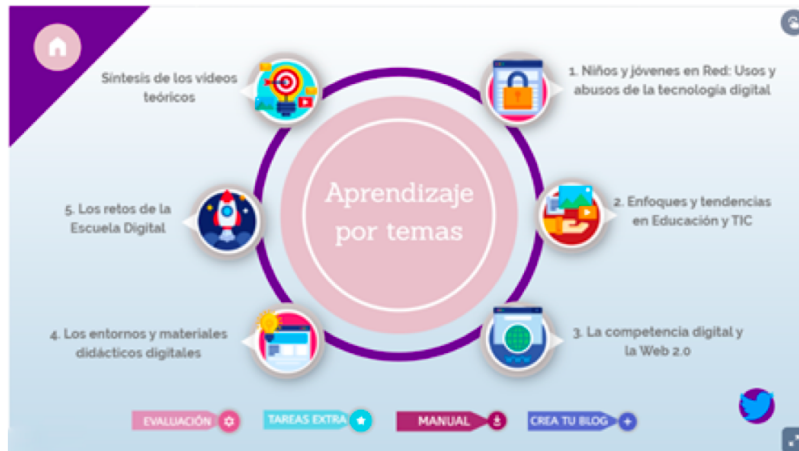 Síntesis de los vídeos
teóricos
1. Niños y jóvenes en Red: Usos y
abusos de la tecnología digital
5. Los retos de la
Escuela Digital
Aprendizaje
por temas
2. Enfoques y tendencias
en Educación y TIC
4. Los entornos y materiales
didácticos digitales
3. La competencia digital y
la Web 2.0
EVALUACIÓN
TAREAS EXTRA
MANUAL
CREA TU BLOG